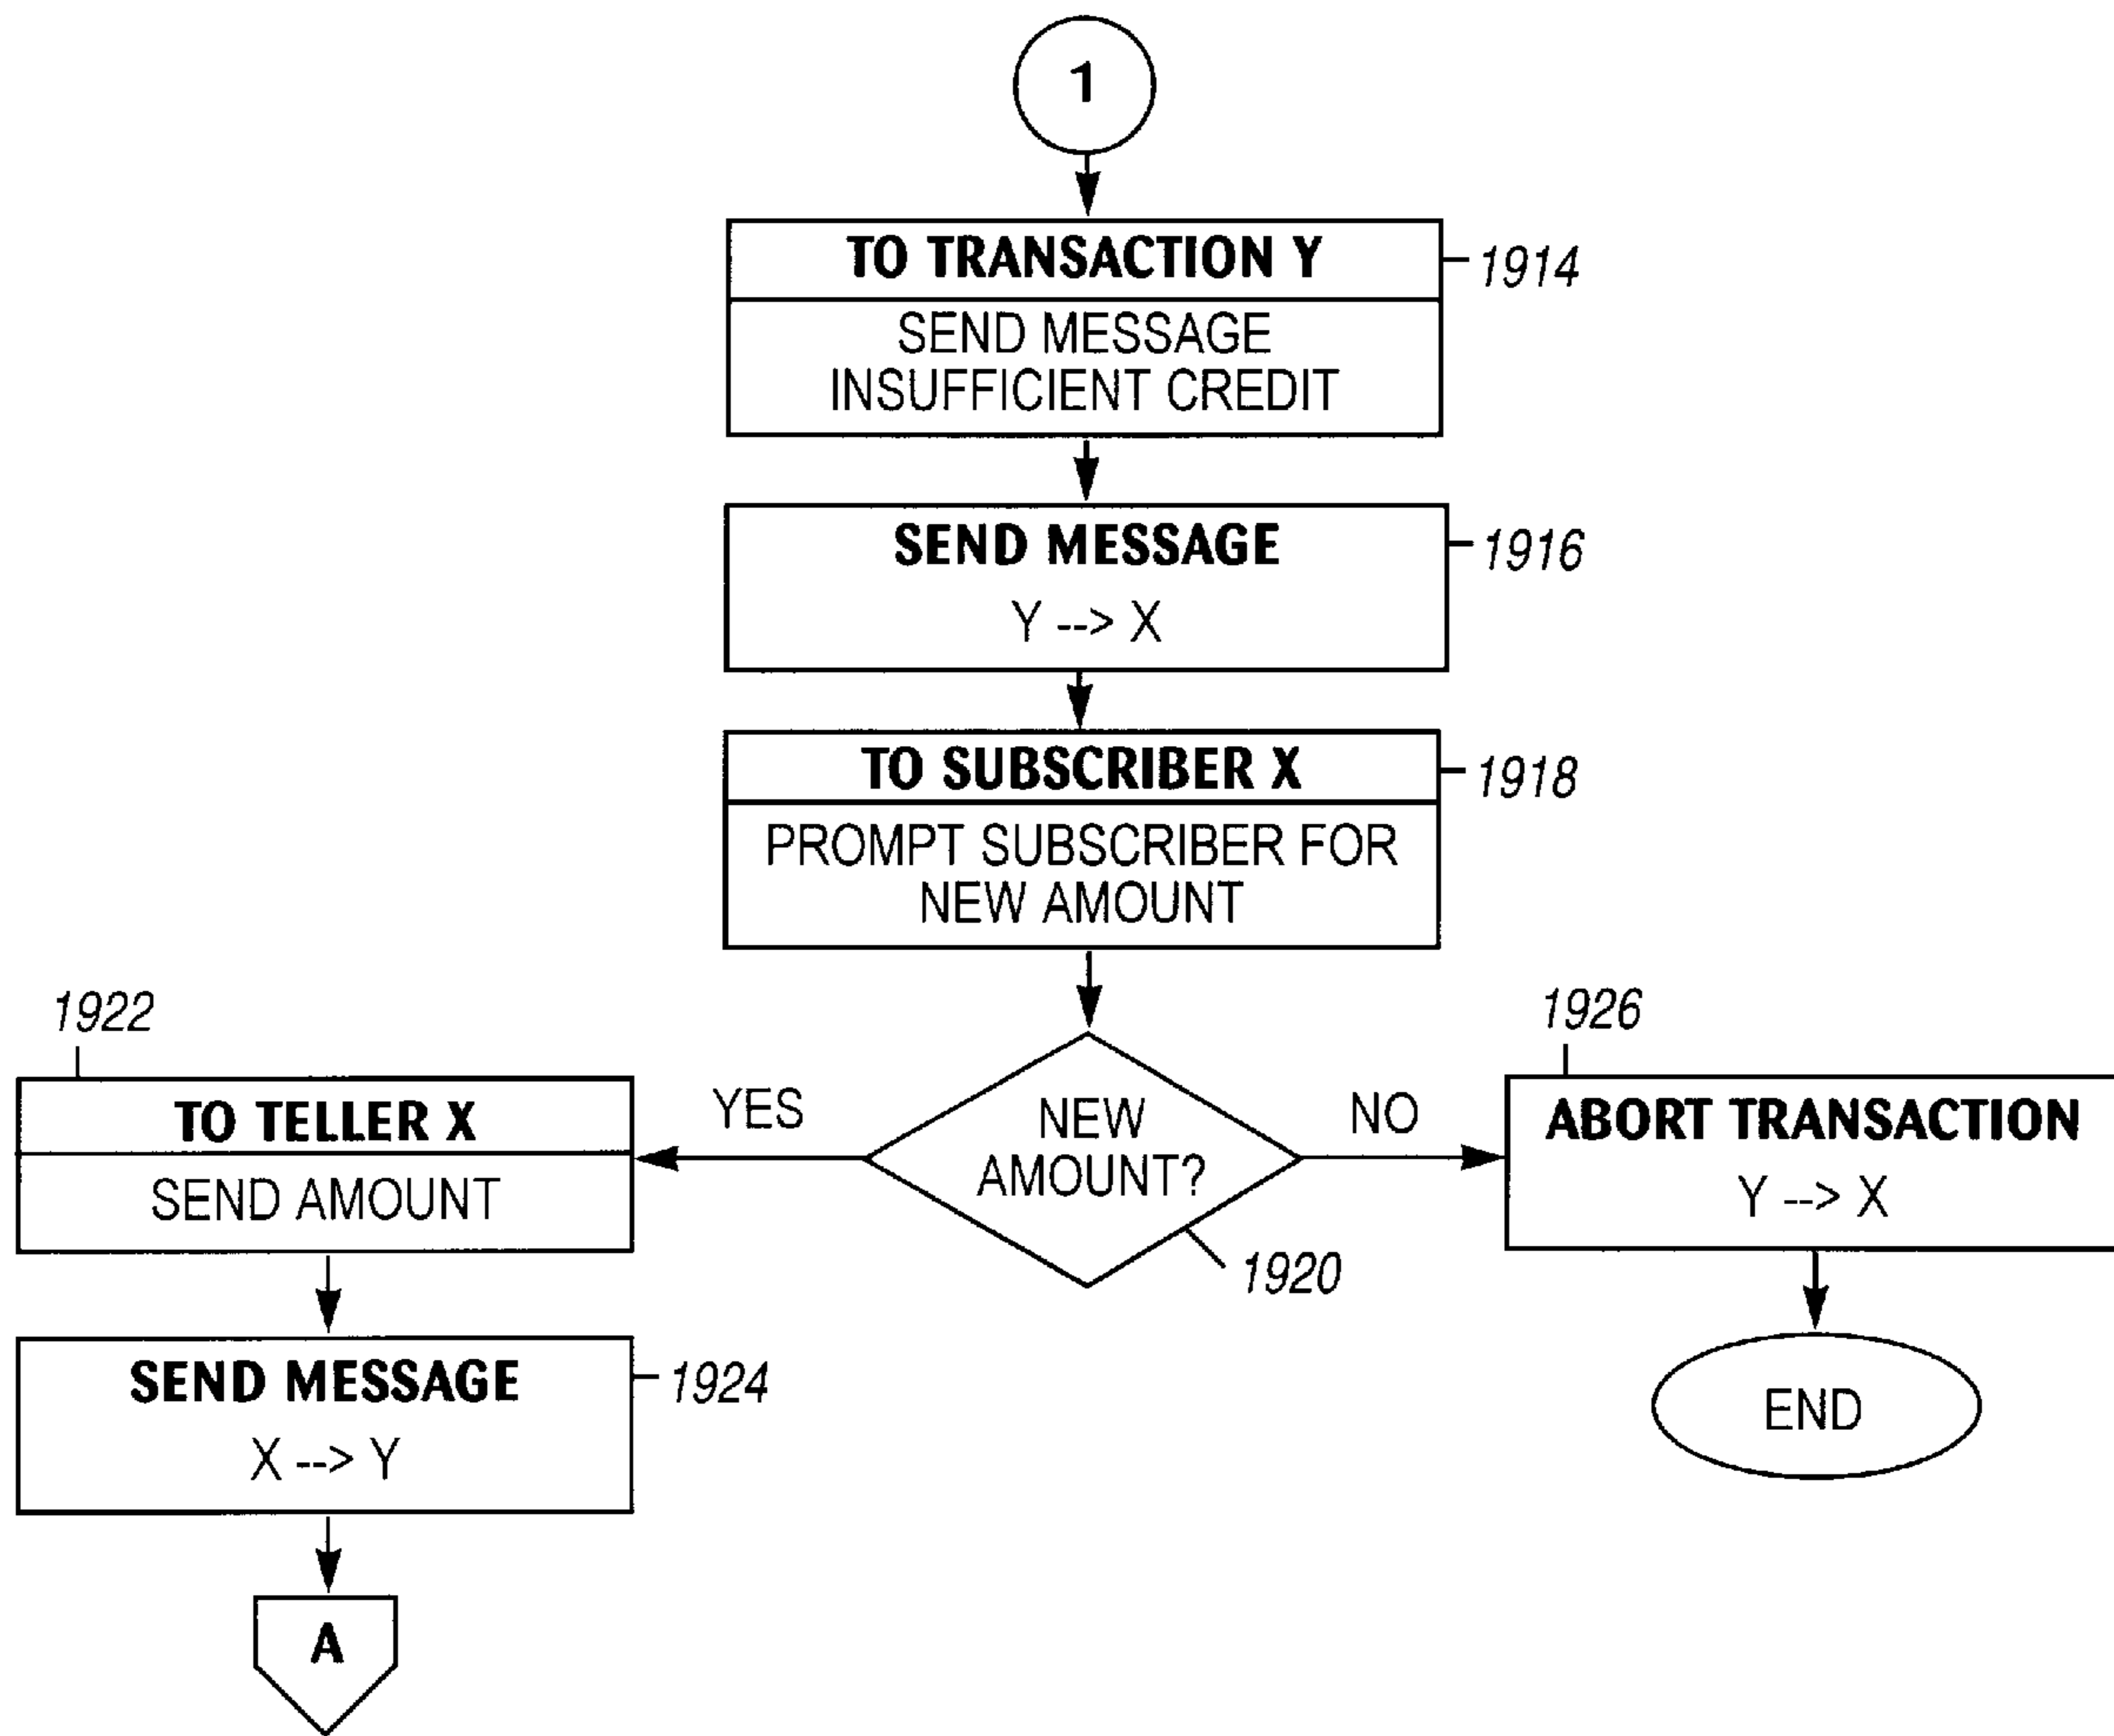 1
TO TRANSACTION Y
1914
SEND MESSAGE
INSUFFICIENT CREDIT
SEND MESSAGE
1916
Y --> X
TO SUBSCRIBER X
1918
PROMPT SUBSCRIBER FOR
NEW AMOUNT
1922
1926
TO TELLER X
SEND AMOUNT
YES
NEW
AMOUNT?
NO
1920
ABORT TRANSACTION
Y --> X
SEND MESSAGE
1924
X --> Y
END
A